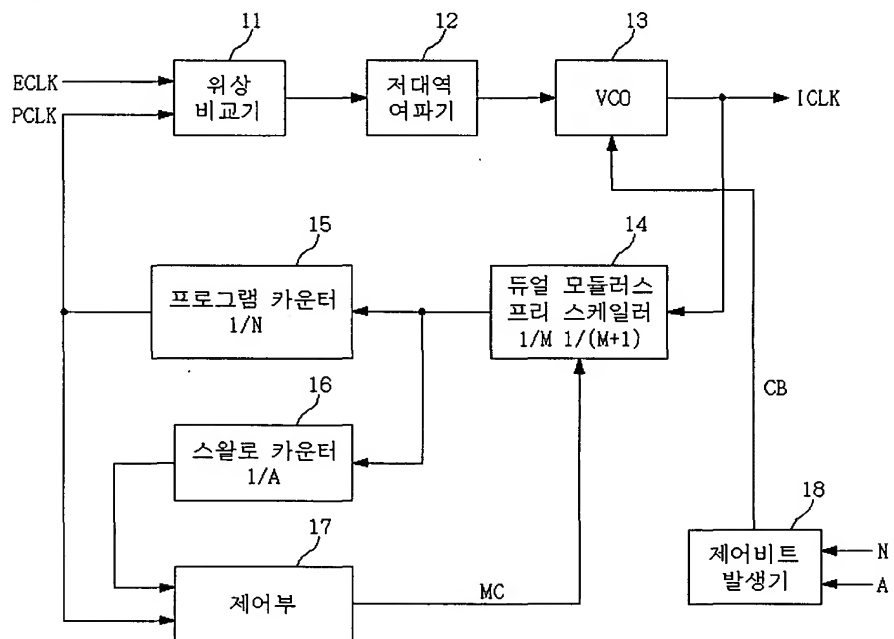 11
12
13
ECLK
PCLK
위상
비교기
저대역
여파기
VCO
ICLK
15
14
프로그램 카운터
1/N
듀얼 모듈러스
프리 스케일러
1/M 1/(M+1)
CB
16
스왈로 카운터
1/A
17
18
제어부
MC
제어비트
발생기
N
A